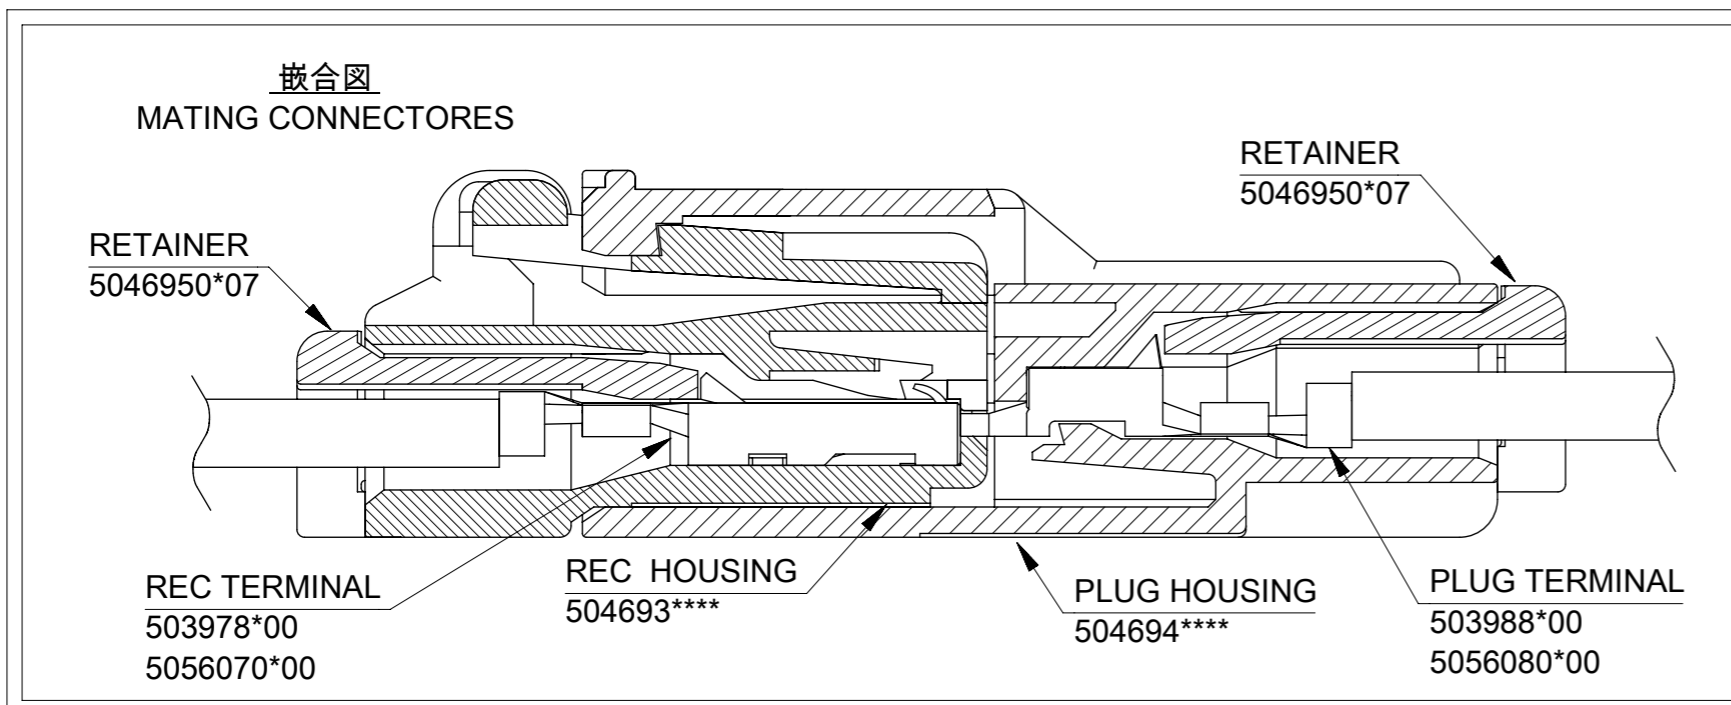 嵌合図
MATING CONNECTORES
RETAINER
5046950*07
RETAINER
5046950*07
REC TERMINAL
503978*00
5056070*00
REC HOUSING
504693****
PLUG HOUSING
504694****
PLUG TERMINAL
503988*00
5056080*00